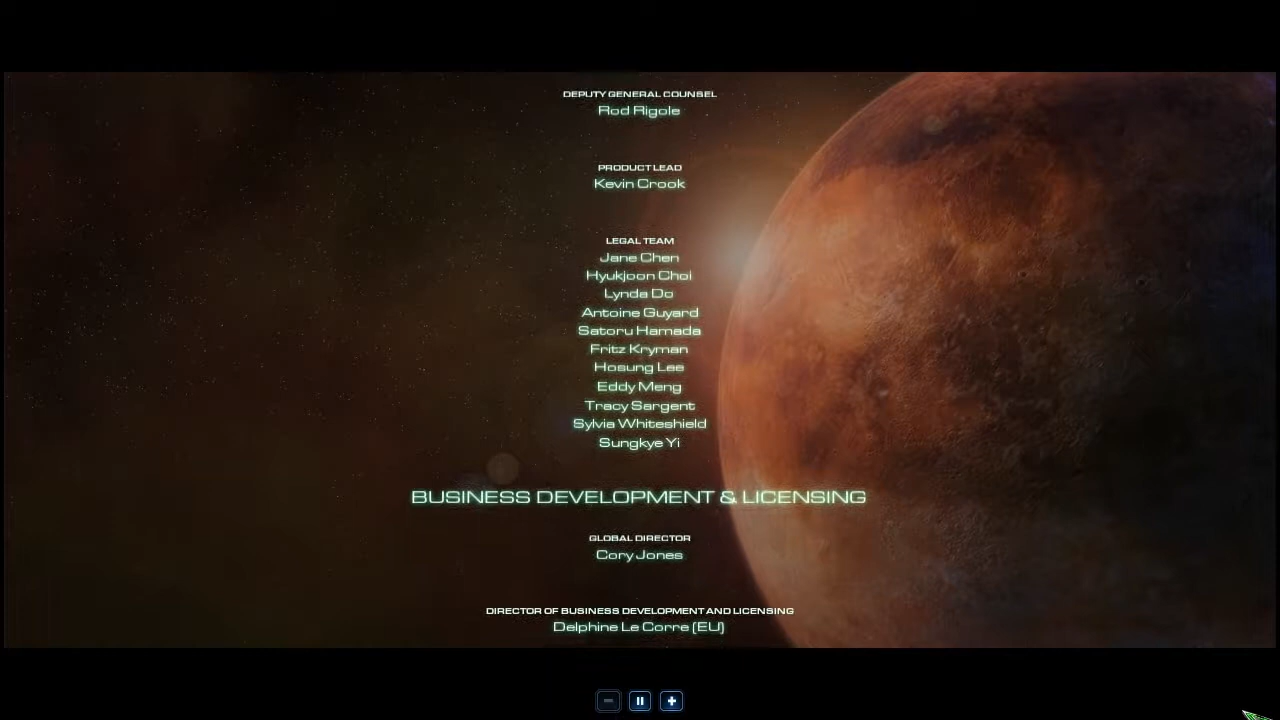 DEPUTY GENERAL COUNSEL
Rod Rigole
PRODUCT LEAD
Kevin Crook
LEGAL TEAM
Jane Chen
Hyukjoon Choi
Lynda Do
Antoine Guyard
Satoru Hamada
Fritz Kryman
Hosung Lee
Eddy Meng
Tracy Sargent
Sylvia Whiteshield
Sungkye Yi
BUSINESS DEVELOPMENT & LICENSING
GLOBAL DIRECTOR
Cory Jones
DIRECTOR OF BUSINESS DEVELOPMENT AND LICENSING
Delphine Le Corre (EU)